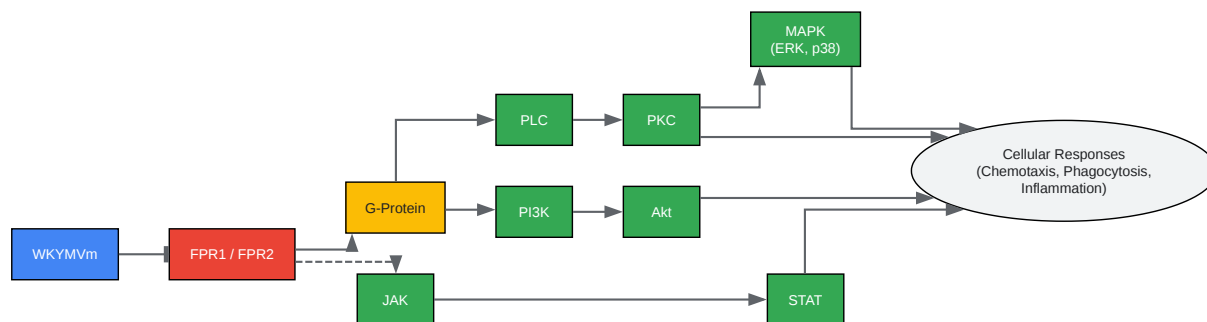 MAPK
(ERK, p38)
PLC
PKC
Cellular Responses
(Chemotaxis, Phagocytosis,
Inflammation)
G-Protein
PI3K
Akt
WKYMVm
FPR1 / FPR2
JAK
STAT